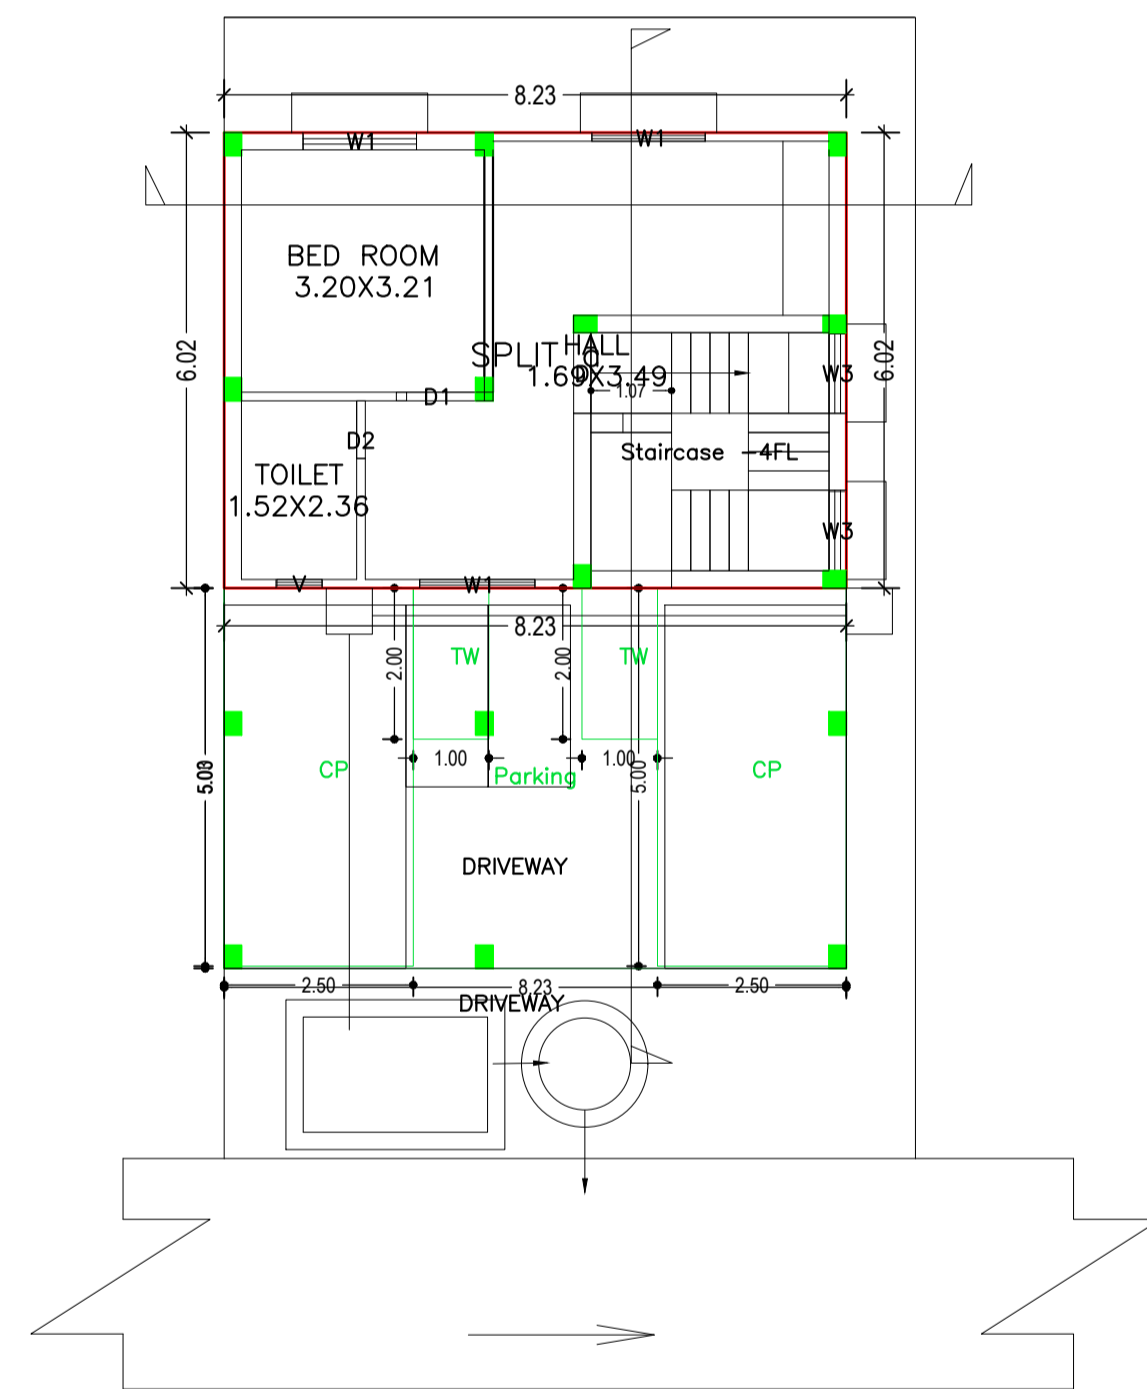 8.23
W1
W1
BED ROOM
3.20X3.21
6.02
6.02
HALL
SPLIT a
D
1.69X3.49
W3
D1
1.07
D2
Staircase -4FL
TOILET
1.52X2.36
W3
V
W1
8.23
TW
TW
2.00
2.00
1.00
1.00
CP
Parking
CP
5.00
DRIVEWAY
2.50
8.23
2.50
DRIVEWAY